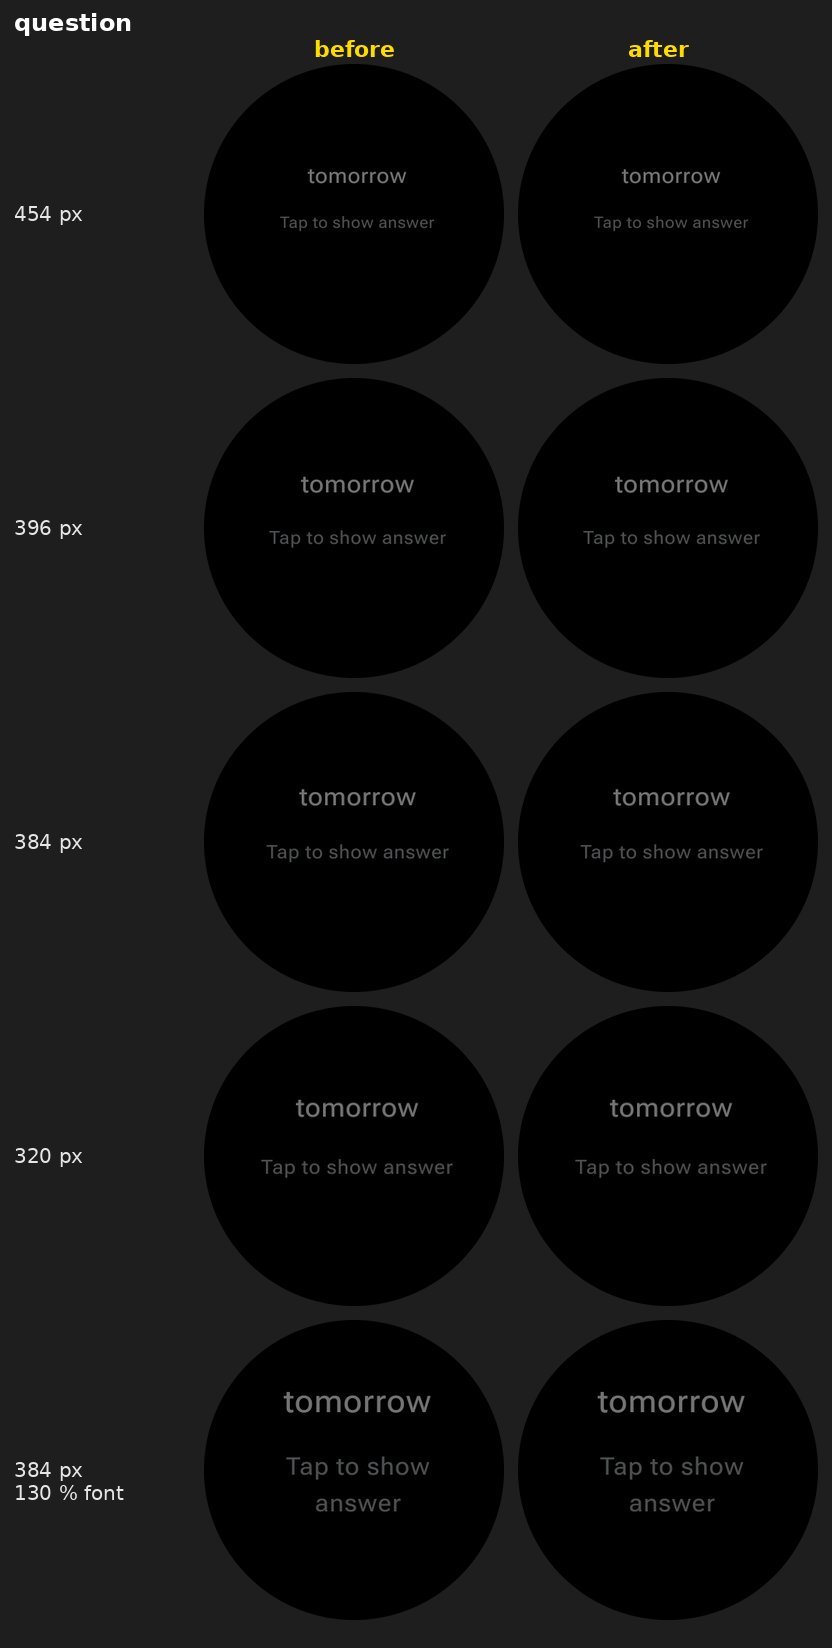 question
before after
tomorrow tomorrow
454 px Tap to show answer Tap to show answer
tomorrow tomorrow
396 px Tap to show answer Tap to show answer
tomorrow tomorrow
384 px Tap to show answer Tap to show answer
tomorrow tomorrow
320 px Tap to show answer Tap to show answer
tomorrow tomorrow
384 px Tap to show Tap to show
130 % font answer answer